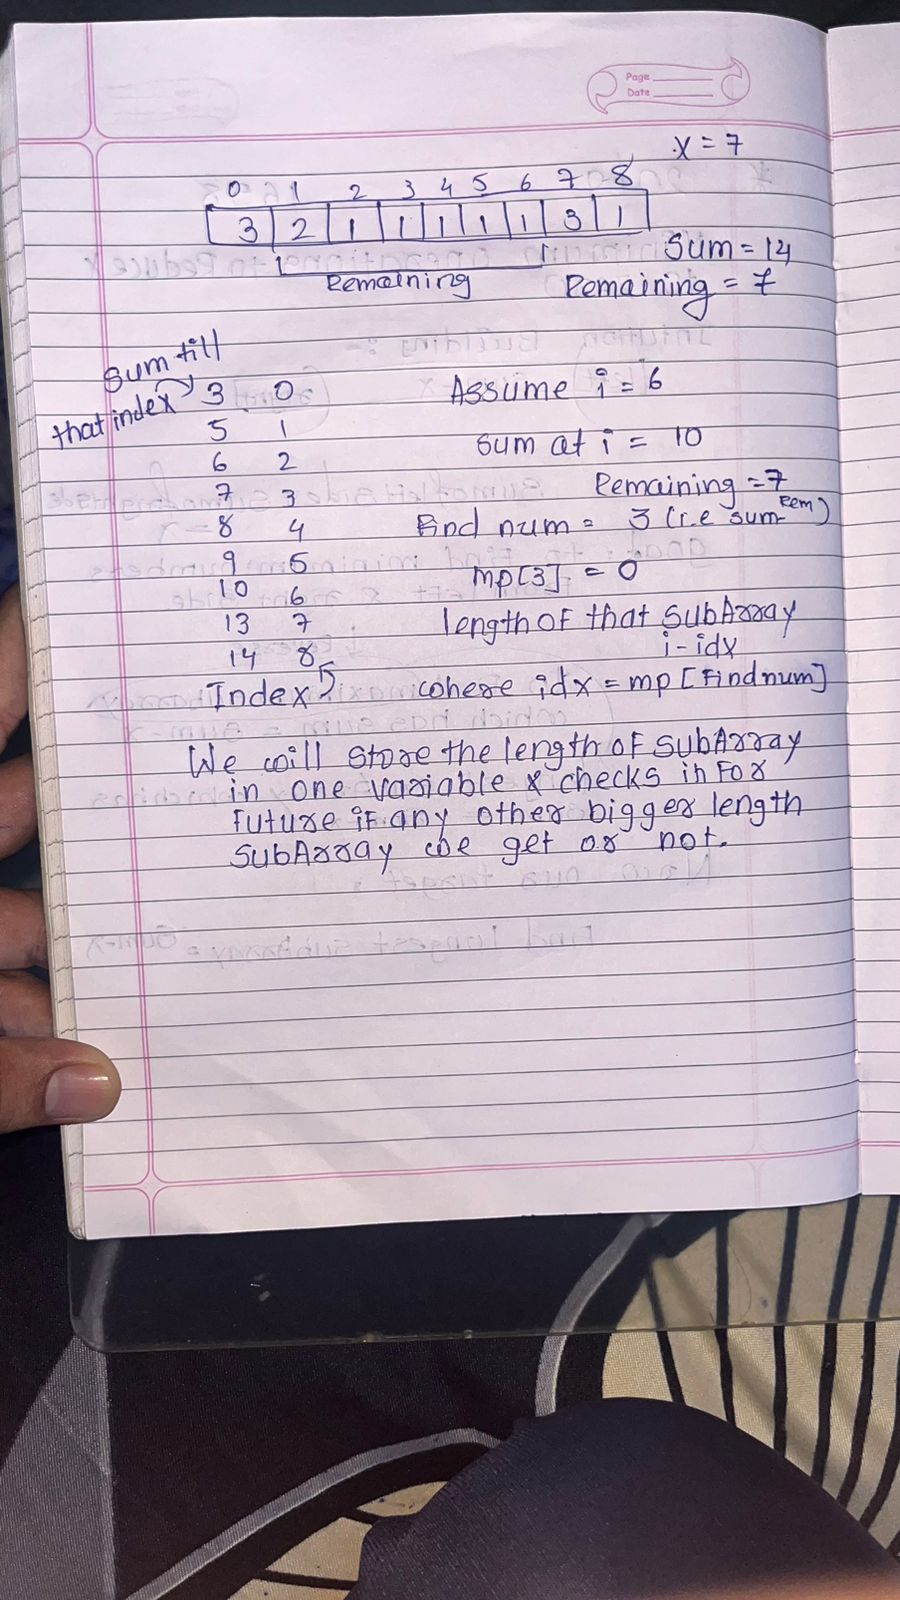 Page
Date
x = 7
0 1 2 3 4 5 6 7 8
3 2 1 1 1 1 1 3 1
Sum = 14
Remaining
Remaining = 7
Sum till
that index
3 0
5 1
6 2
7 3
8 4
9 5
10 6
13 7
14 8
Index
Assume i = 6
sum at i = 10
Remaining = 7
find num = 3 (i.e sum - rem)
mp[3] = 0
length of that SubArray
i - idx
where idx = mp [findnum]
We will store the length of SubArray
in one variable & checks in for
future if any other bigger length
SubArray we get or not.